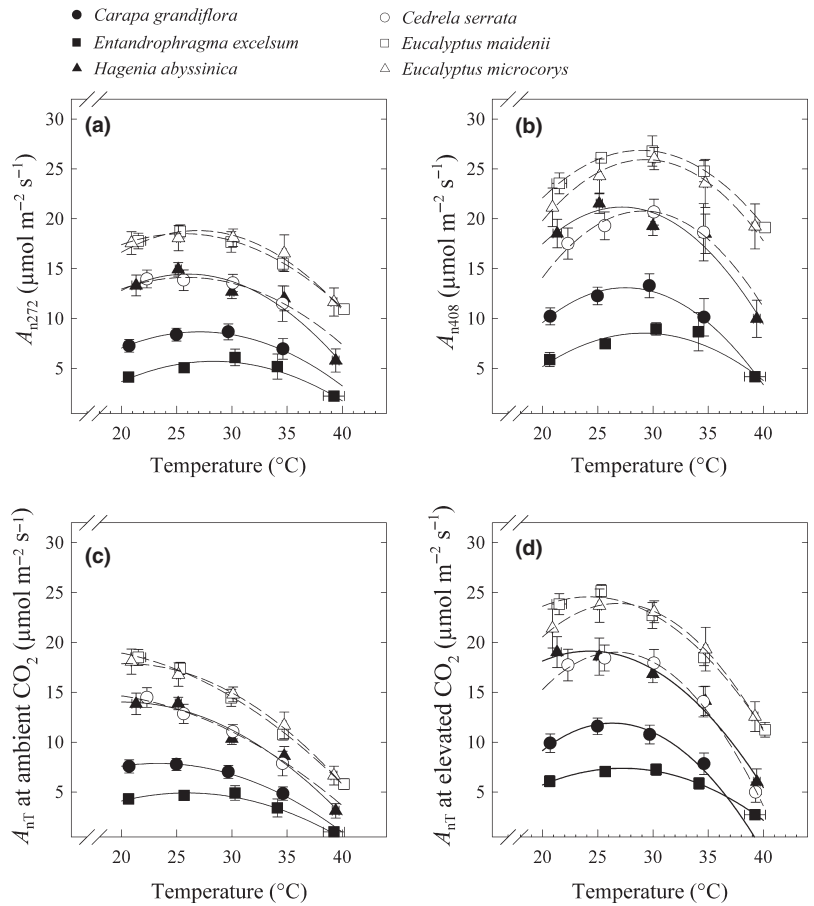 Carapa grandiflora
Entandrophragma excelsum
Hagenia abyssinica
Cedrela serrata
Eucalyptus maidenii
Eucalyptus microcorys
(a)
30
25
20
15
10
5
An272 (µmol m−2 s−1)
20 25 30 35 40
Temperature (°C)
(b)
30
25
20
15
10
5
An408 (µmol m−2 s−1)
20 25 30 35 40
Temperature (°C)
(c)
30
25
20
15
10
5
AnT at ambient CO2 (µmol m−2 s−1)
20 25 30 35 40
Temperature (°C)
(d)
30
25
20
15
10
5
AnT at elevated CO2 (µmol m−2 s−1)
20 25 30 35 40
Temperature (°C)